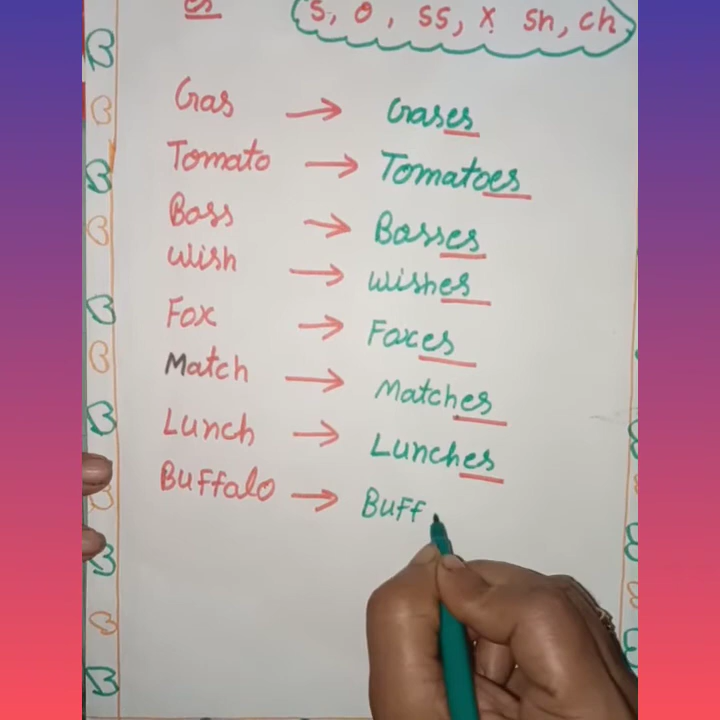 es s, o, ss, x sh, ch
Gas → Gases
Tomato → Tomatoes
Boss → Bosses
Wish → Wishes
Fox → Foxes
Match → Matches
Lunch → Lunches
Buffalo → Buff